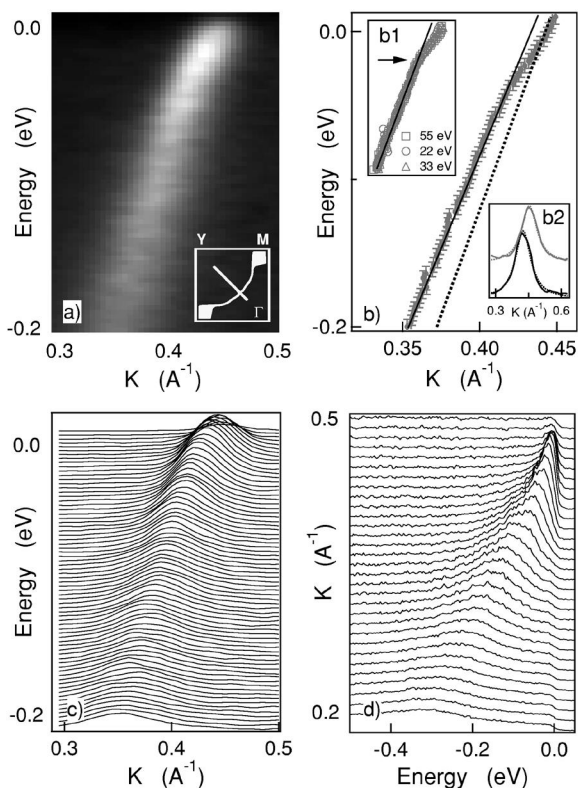 0.0
Energy (eV)
-0.2
a)
Y M
Γ
0.3 0.4 0.5
K (A⁻¹)
0.0
Energy (eV)
-0.2
b1
55 eV
22 eV
33 eV
b2
0.3 0.6
K (A⁻¹)
b)
0.35 0.40 0.45
K (A⁻¹)
0.0
Energy (eV)
-0.2
c)
0.3 0.4 0.5
K (A⁻¹)
0.5
K (A⁻¹)
0.2
d)
-0.4 -0.2 0.0
Energy (eV)